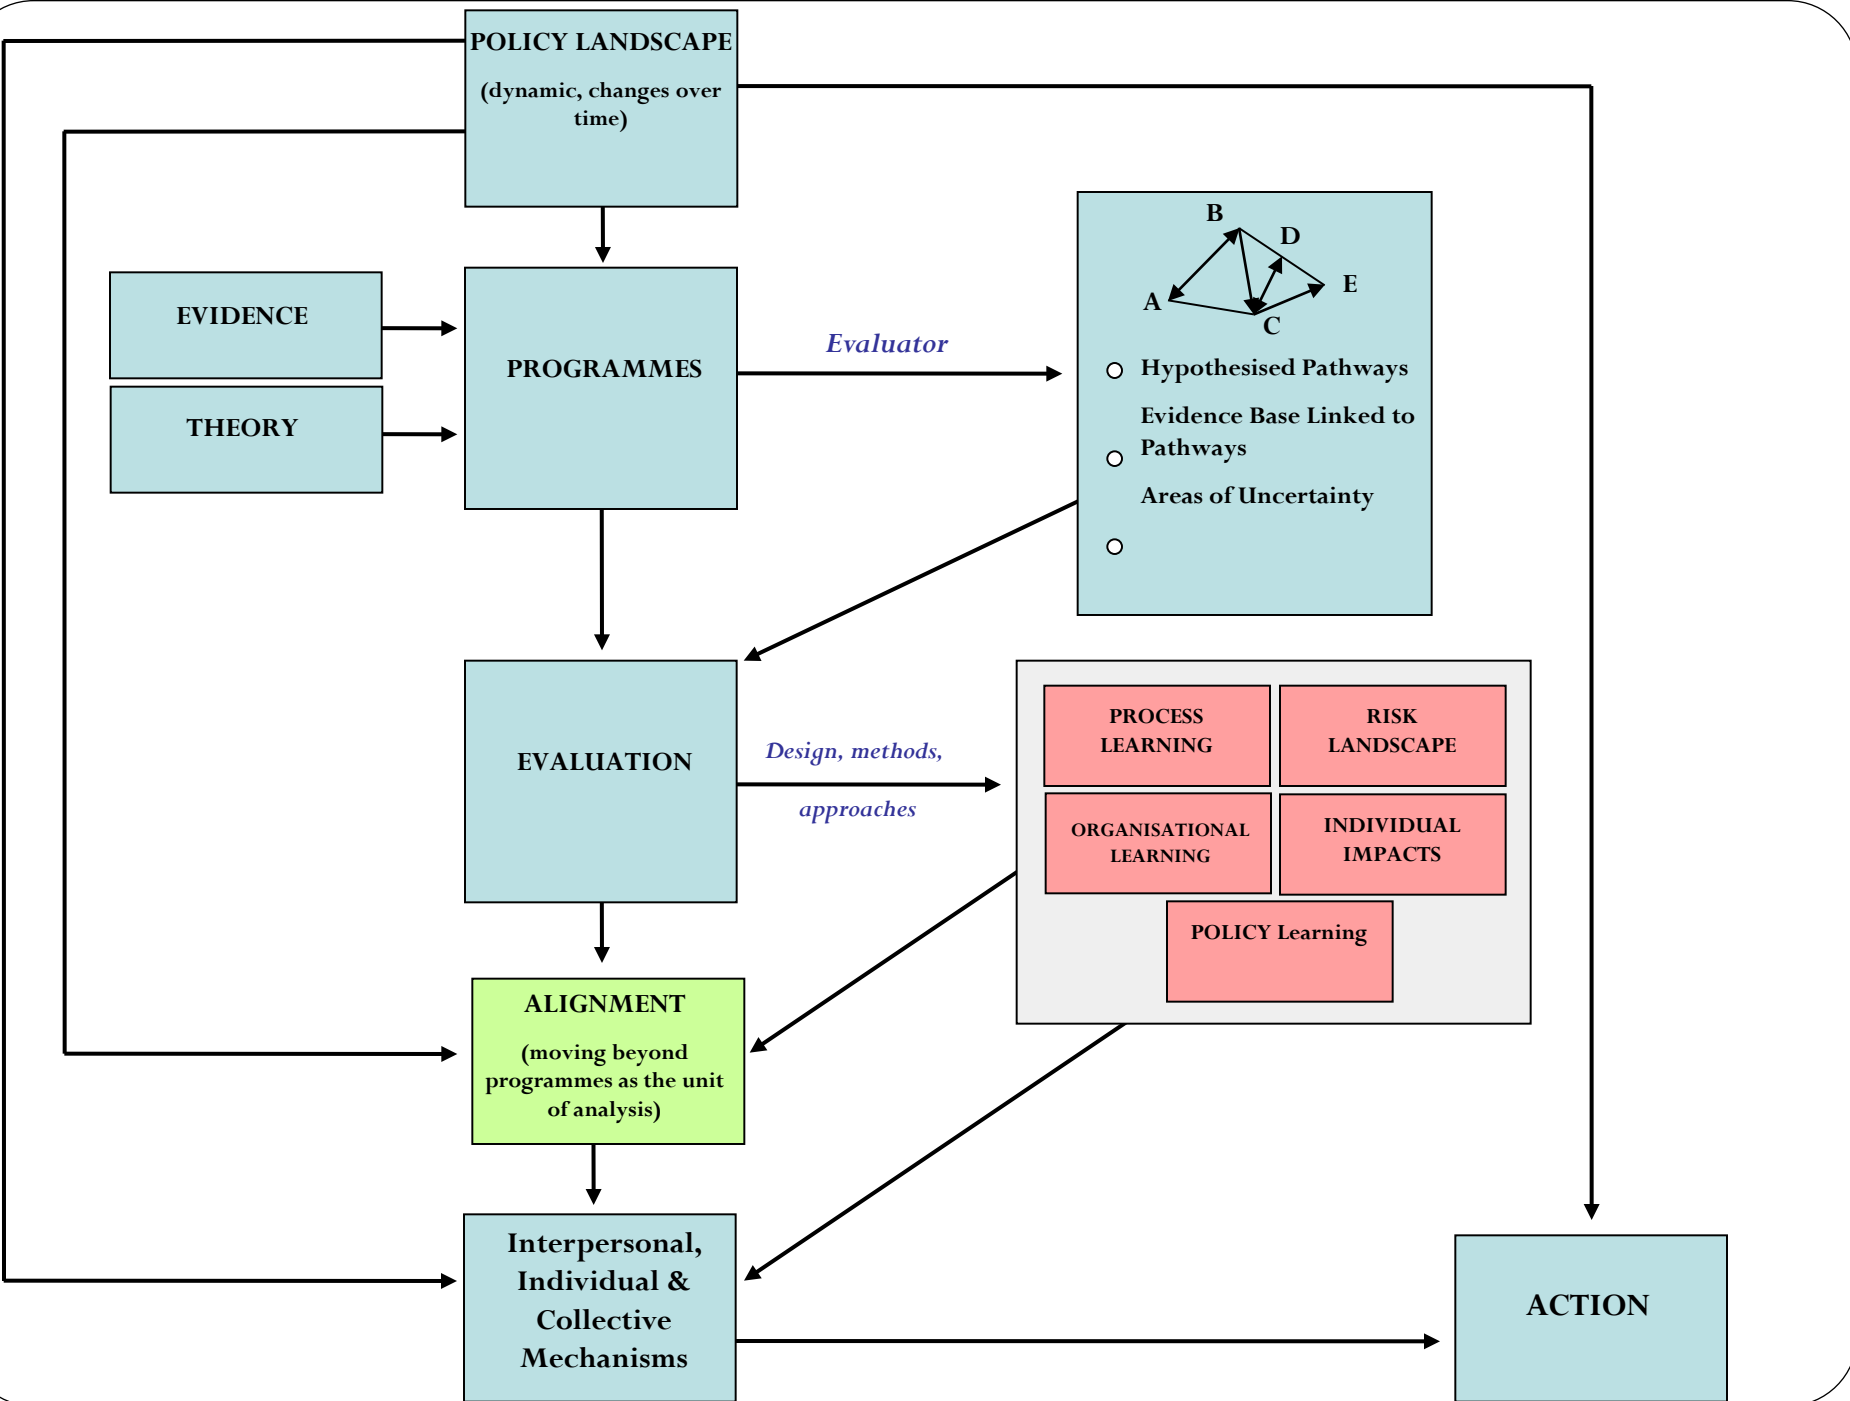 POLICY LANDSCAPE
(dynamic, changes over
time)
EVIDENCE
THEORY
PROGRAMMES
Evaluator
B
D
E
A
C
Hypothesised Pathways
Evidence Base Linked to
Pathways
Areas of Uncertainty
EVALUATION
Design, methods,
approaches
PROCESS
LEARNING
RISK
LANDSCAPE
ORGANISATIONAL
LEARNING
INDIVIDUAL
IMPACTS
POLICY Learning
ALIGNMENT
(moving beyond
programmes as the unit
of analysis)
Interpersonal,
Individual &
Collective
Mechanisms
ACTION